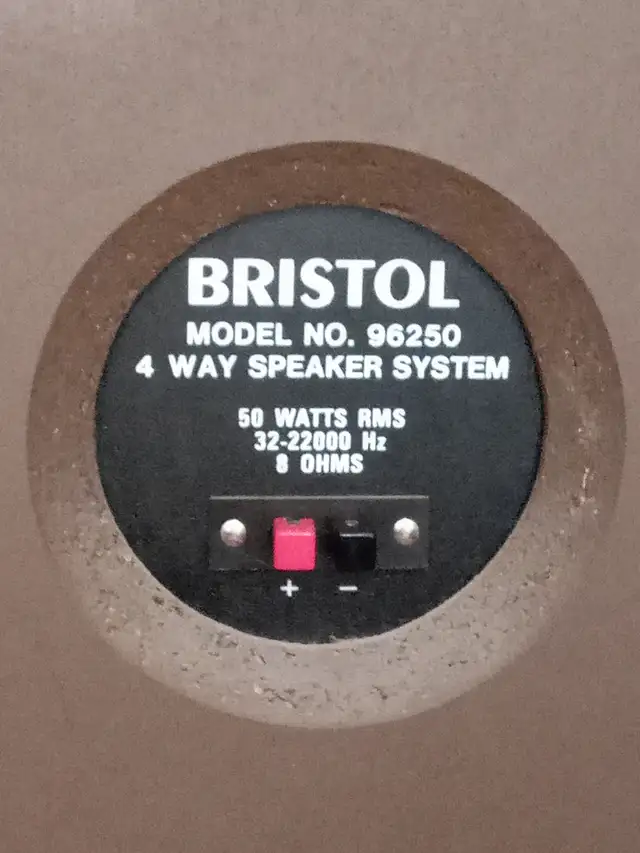 BRISTOL
MODEL NO. 96250
4 WAY SPEAKER SYSTEM
50 WATTS RMS
32-22000 Hz
8 OHMS
+ −